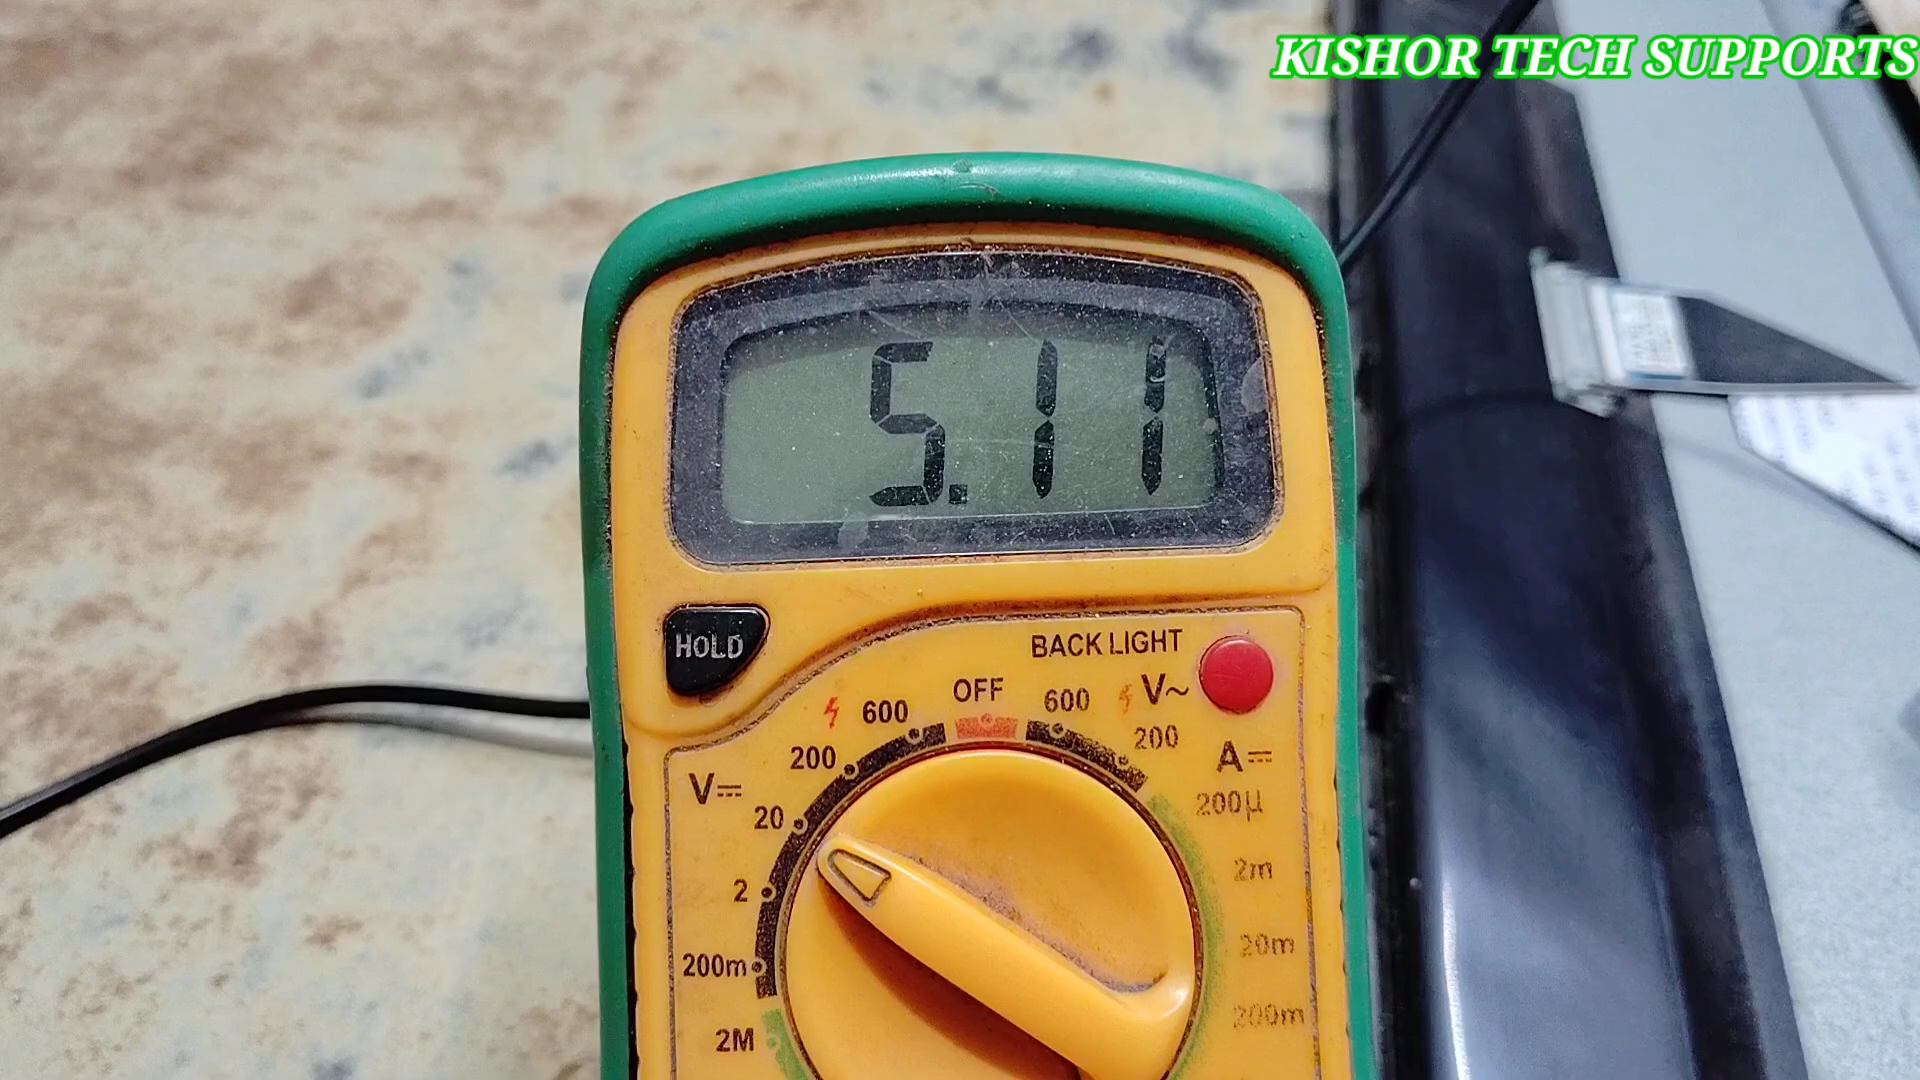 KISHOR TECH SUPPORTS
5.11
HOLD
BACK LIGHT
OFF
600
600
V~
200
200
A⎓
V⎓
20
200µ
2
2m
200m
20m
2M
200m